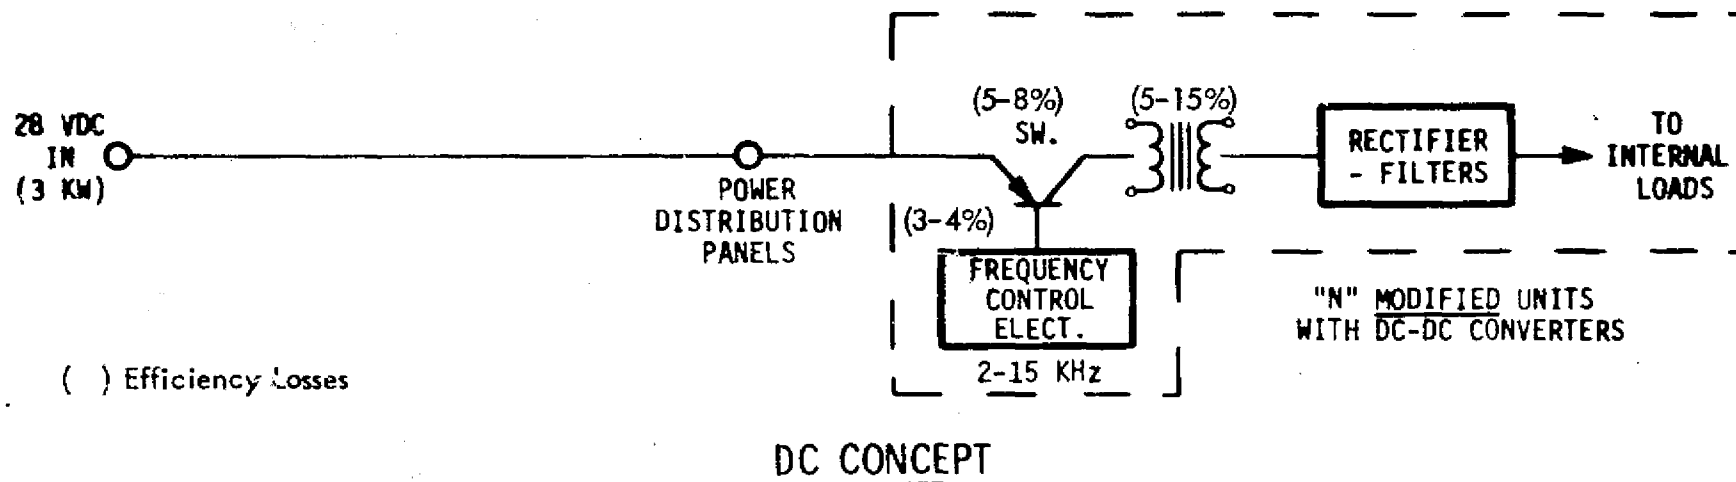 28 VDC
IN
(3 KW)
POWER
DISTRIBUTION
PANELS
(5-8%)
SW.
(5-15%)
(3-4%)
FREQUENCY
CONTROL
ELECT.
2-15 KHz
RECTIFIER
- FILTERS
TO
INTERNAL
LOADS
"N" MODIFIED UNITS
WITH DC-DC CONVERTERS
( ) Efficiency Losses
DC CONCEPT